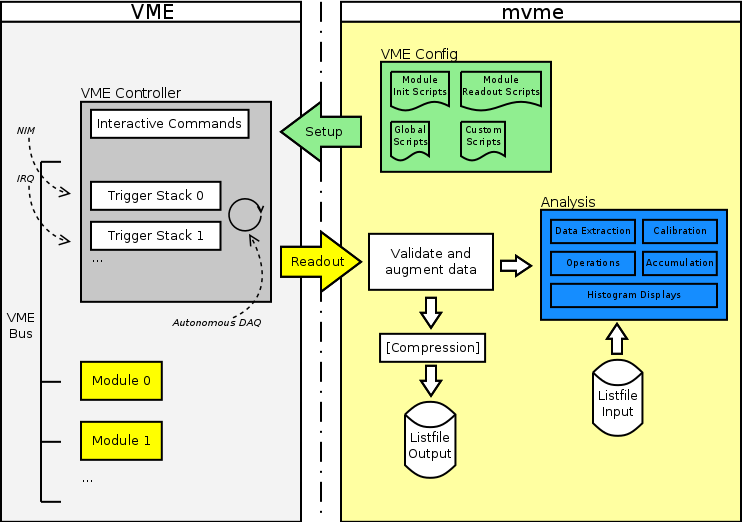 VME
mvme
VME Controller
Interactive Commands
NIM
IRQ
Trigger Stack 0
Trigger Stack 1
...
Autonomous DAQ
VME
Bus
Module 0
Module 1
...
Setup
Readout
VME Config
Module
Init Scripts
Module
Readout Scripts
Global
Scripts
Custom
Scripts
Validate and
augment data
[Compression]
Listfile
Output
Analysis
Data Extraction
Calibration
Operations
Accumulation
Histogram Displays
Listfile
Input